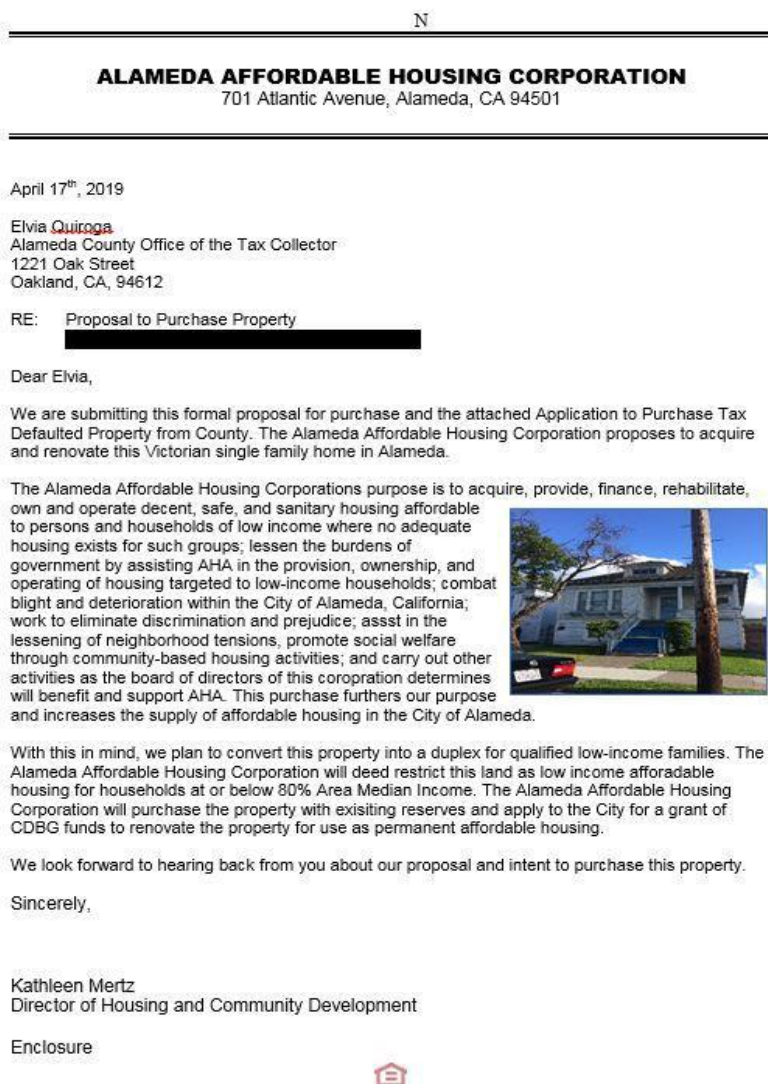 N
ALAMEDA AFFORDABLE HOUSING CORPORATION
701 Atlantic Avenue, Alameda, CA 94501
April 17th, 2019
Elvia Quiroga
Alameda County Office of the Tax Collector
1221 Oak Street
Oakland, CA, 94612
RE: Proposal to Purchase Property
Dear Elvia,
We are submitting this formal proposal for purchase and the attached Application to Purchase Tax
Defaulted Property from County. The Alameda Affordable Housing Corporation proposes to acquire
and renovate this Victorian single family home in Alameda.
The Alameda Affordable Housing Corporations purpose is to acquire, provide, finance, rehabilitate,
own and operate decent, safe, and sanitary housing affordable
to persons and households of low income where no adequate
housing exists for such groups; lessen the burdens of
government by assisting AHA in the provision, ownership, and
operating of housing targeted to low-income households; combat
blight and deterioration within the City of Alameda, California;
work to eliminate discrimination and prejudice; assst in the
lessening of neighborhood tensions, promote social welfare
through community-based housing activities; and carry out other
activities as the board of directors of this coropration determines
will benefit and support AHA. This purchase furthers our purpose
and increases the supply of affordable housing in the City of Alameda.
With this in mind, we plan to convert this property into a duplex for qualified low-income families. The
Alameda Affordable Housing Corporation will deed restrict this land as low income afforadable
housing for households at or below 80% Area Median Income. The Alameda Affordable Housing
Corporation will purchase the property with exisiting reserves and apply to the City for a grant of
CDBG funds to renovate the property for use as permanent affordable housing.
We look forward to hearing back from you about our proposal and intent to purchase this property.
Sincerely,
Kathleen Mertz
Director of Housing and Community Development
Enclosure